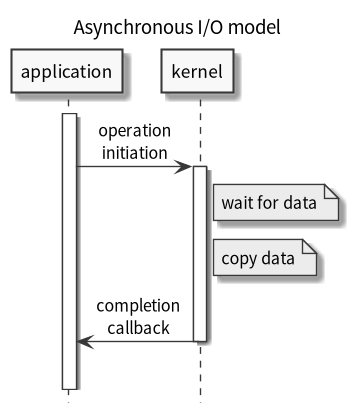 Asynchronous I/O model
application
kernel
operation
initiation
wait for data
copy data
completion
callback